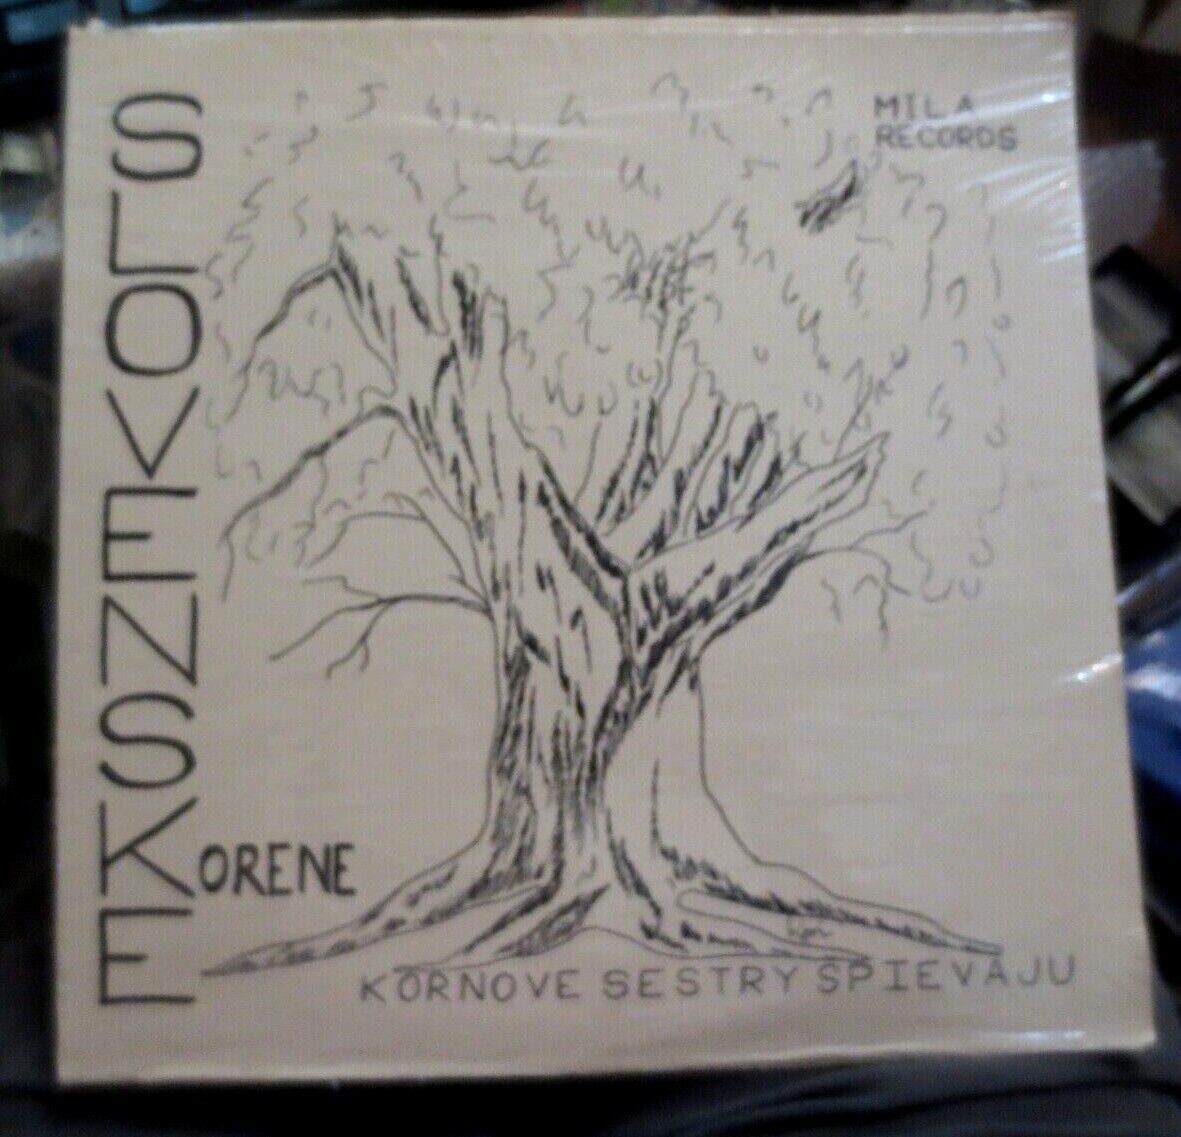 MILA
RECORDS
SLOVENSKE
KORENE
KORNOVE SESTRY SPIEVAJU